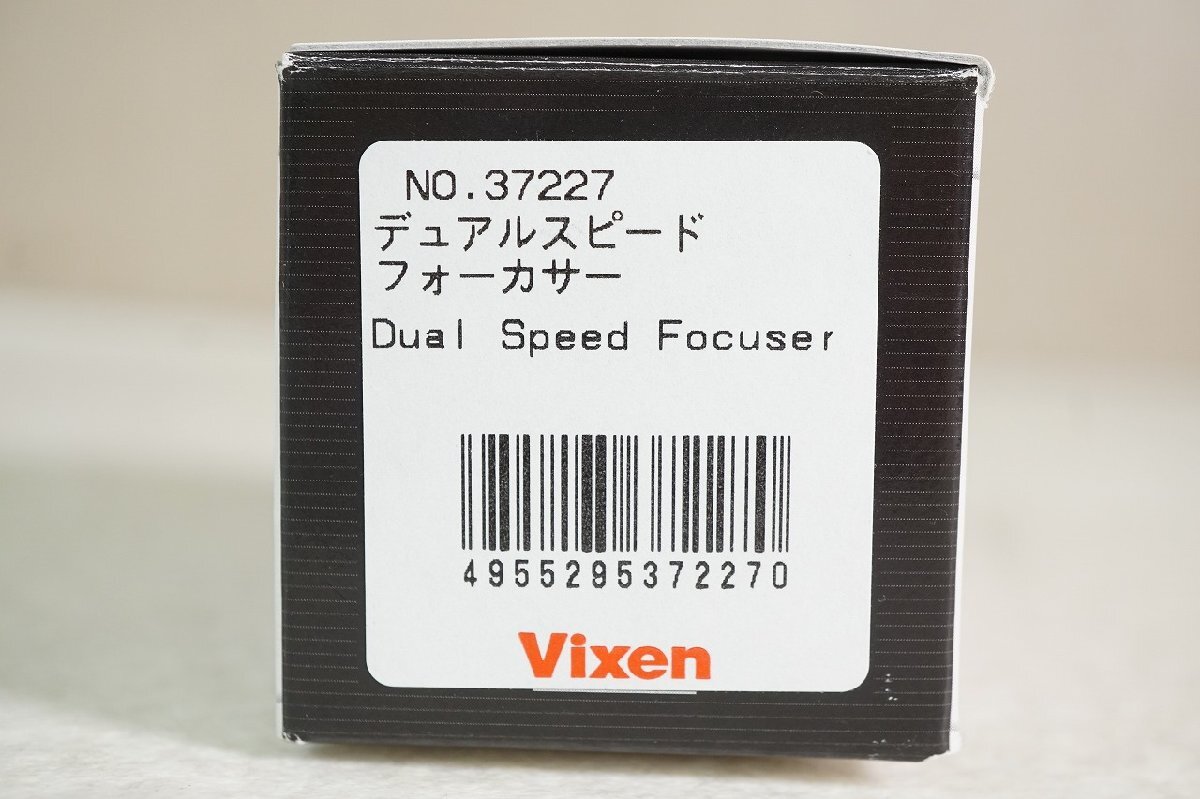 NO.37227
デュアルスピード
フォーカサー
Dual Speed Focuser
4955295372270
Vixen